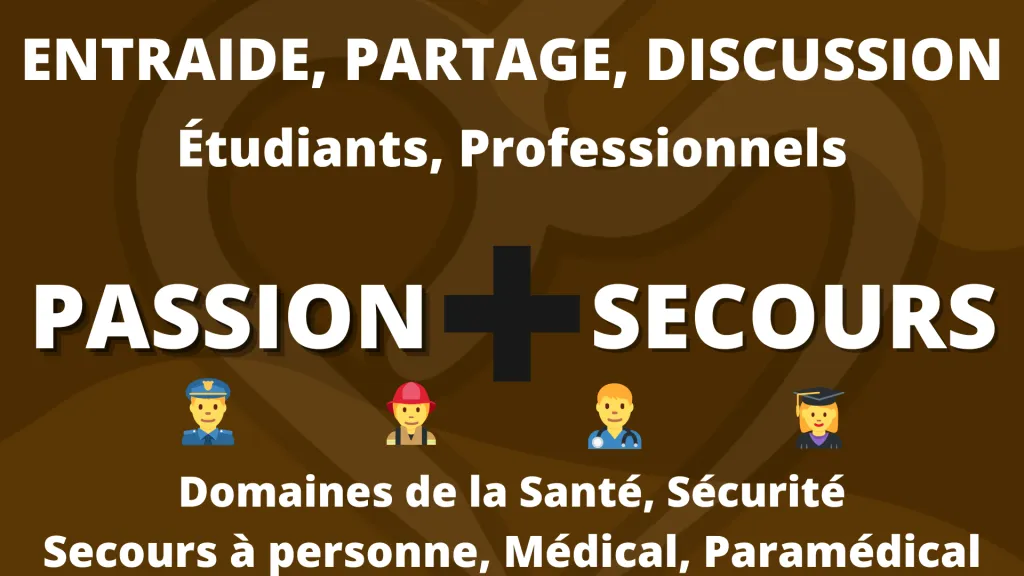 ENTRAIDE, PARTAGE, DISCUSSION
Étudiants, Professionnels
PASSION SECOURS
Domaines de la Santé, Sécurité
Secours à personne, Médical, Paramédical